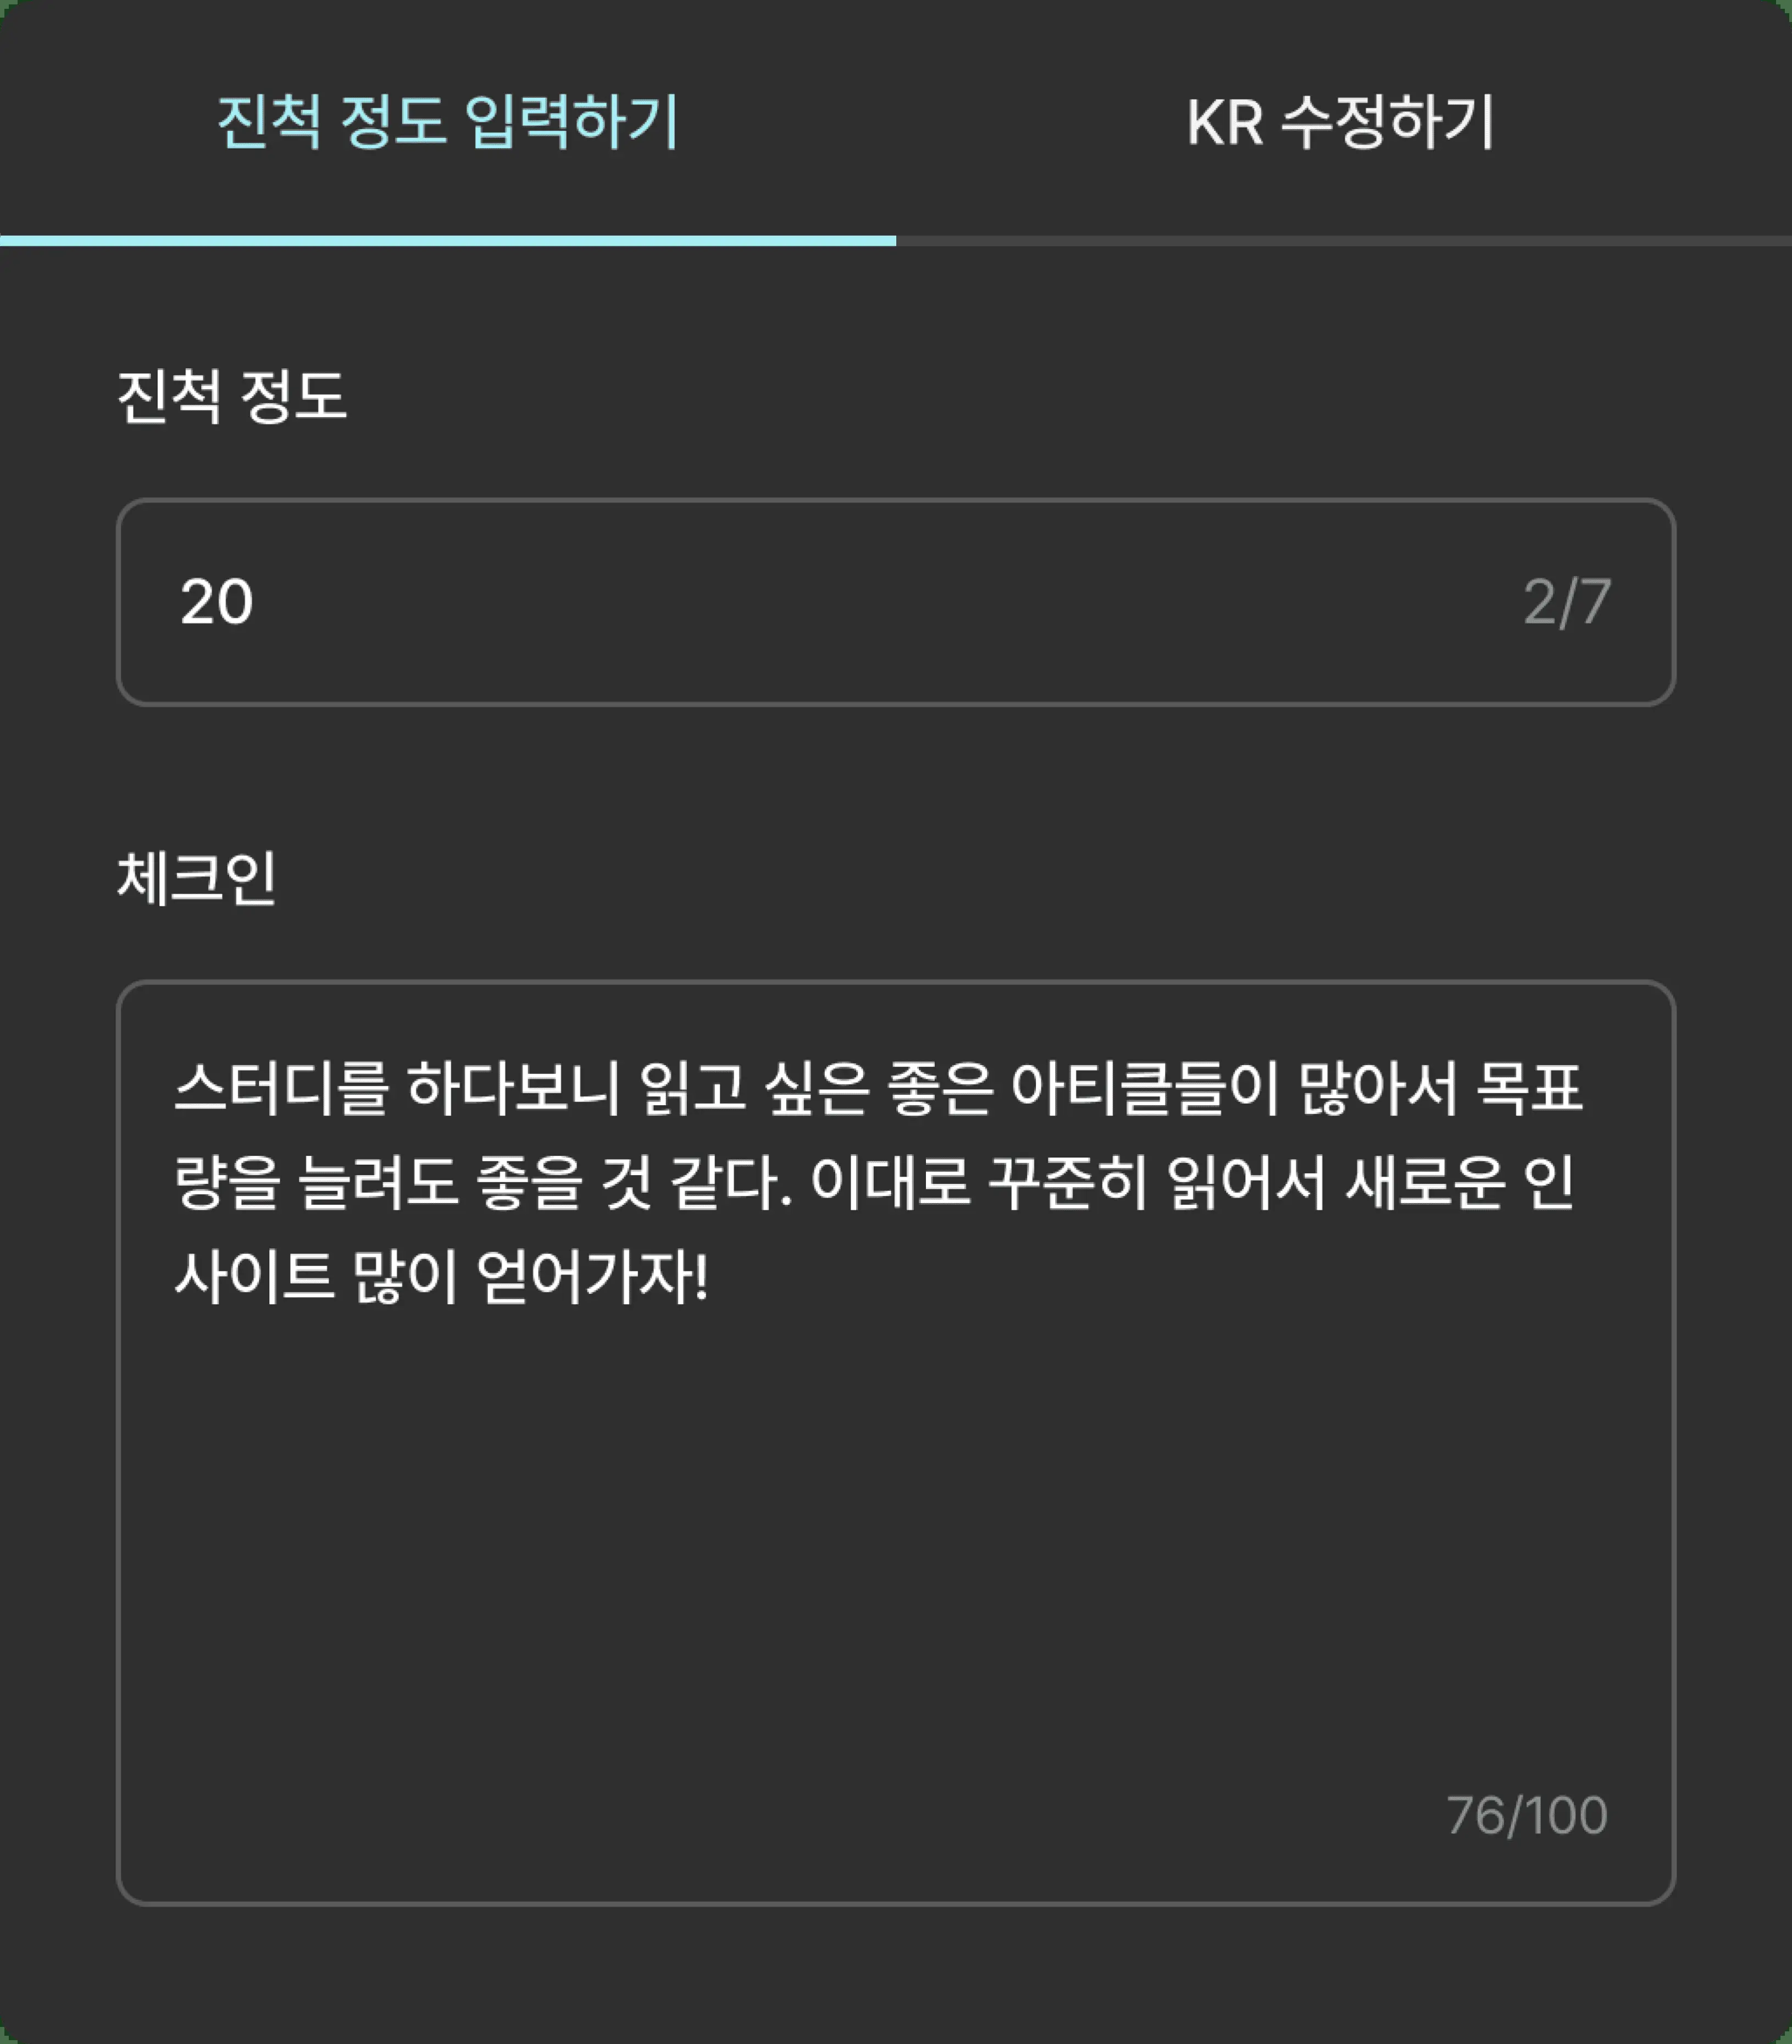 진척 정도 입력하기
KR 수정하기
진척 정도
20
2/7
체크인
스터디를 하다보니 읽고 싶은 좋은 아티클들이 많아서 목표
량을 늘려도 좋을 것 같다. 이대로 꾸준히 읽어서 새로운 인
사이트 많이 얻어가자!
76/100